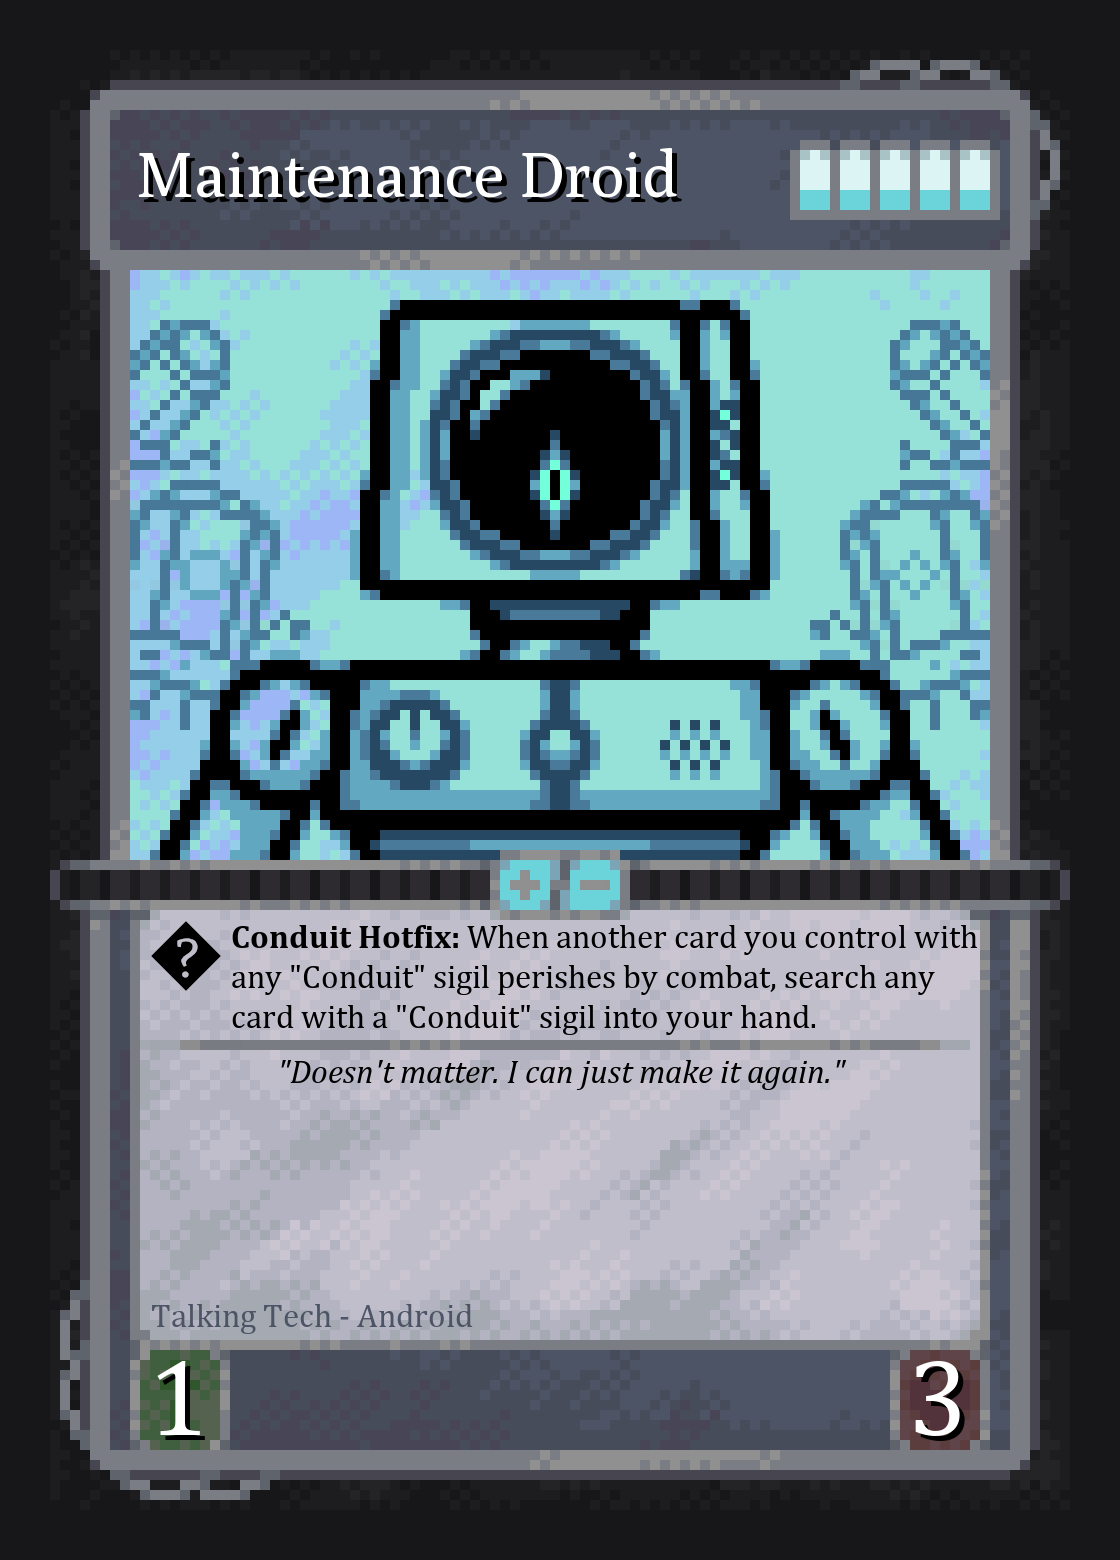 Maintenance Droid
Conduit Hotfix: When another card you control with
any "Conduit" sigil perishes by combat, search any
card with a "Conduit" sigil into your hand.
"Doesn't matter. I can just make it again."
Talking Tech - Android
1
3